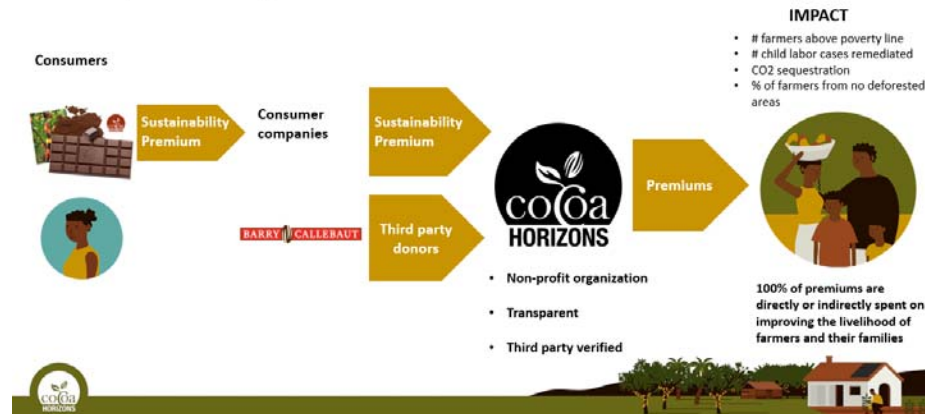 IMPACT
• # farmers above poverty line
• # child labor cases remediated
• CO2 sequestration
• % of farmers from no deforested
areas
Consumers
Sustainability
Premium
Consumer
companies
Sustainability
Premium
BARRY CALLEBAUT
Third party
donors
cocoa
HORIZONS
Premiums
• Non-profit organization
• Transparent
• Third party verified
100% of premiums are
directly or indirectly spent on
improving the livelihood of
farmers and their families
cocoa
HORIZONS